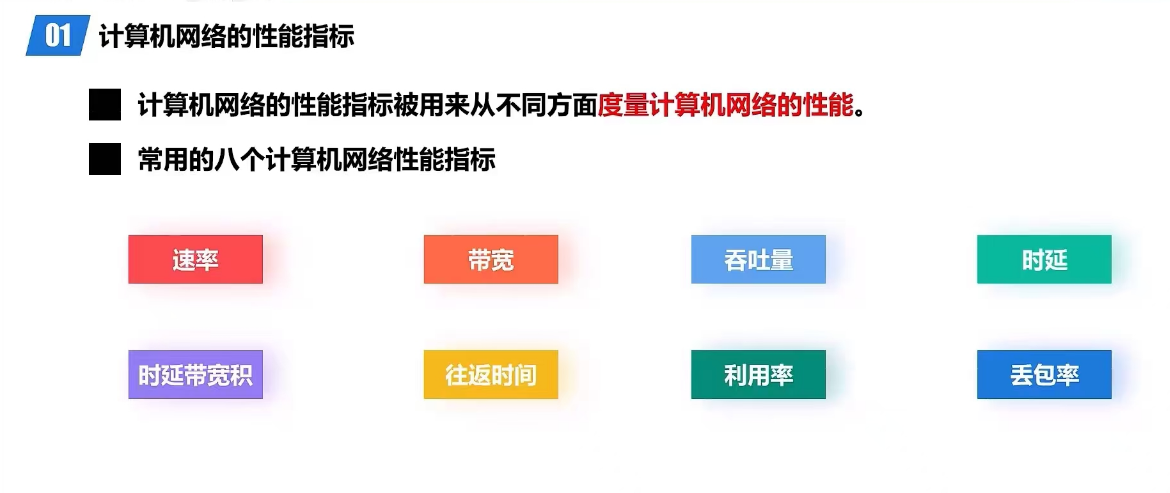 01 计算机网络的性能指标
计算机网络的性能指标被用来从不同方面度量计算机网络的性能。
常用的八个计算机网络性能指标
速率 带宽 吞吐量 时延
时延带宽积 往返时间 利用率 丢包率